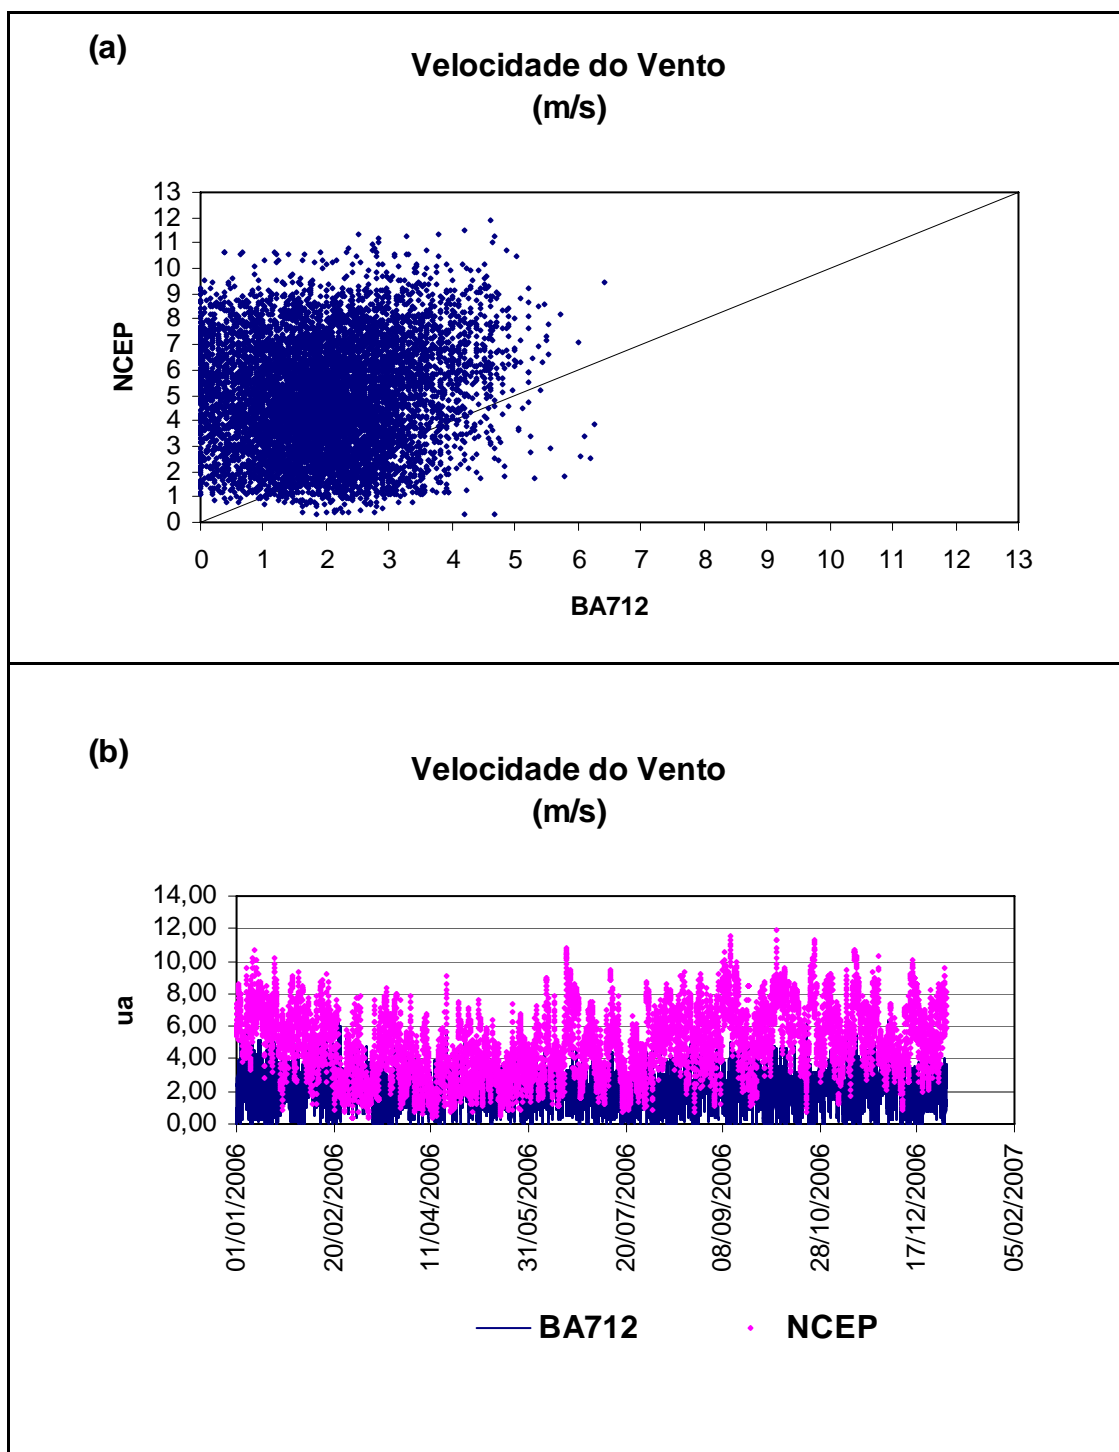 (a)
Velocidade do Vento
(m/s)
NCEP
13
12
11
10
9
8
7
6
5
4
3
2
1
0
0 1 2 3 4 5 6 7 8 9 10 11 12 13
BA712
(b)
Velocidade do Vento
(m/s)
ua
14,00
12,00
10,00
8,00
6,00
4,00
2,00
0,00
01/01/2006
20/02/2006
11/04/2006
31/05/2006
20/07/2006
08/09/2006
28/10/2006
17/12/2006
05/02/2007
BA712 NCEP